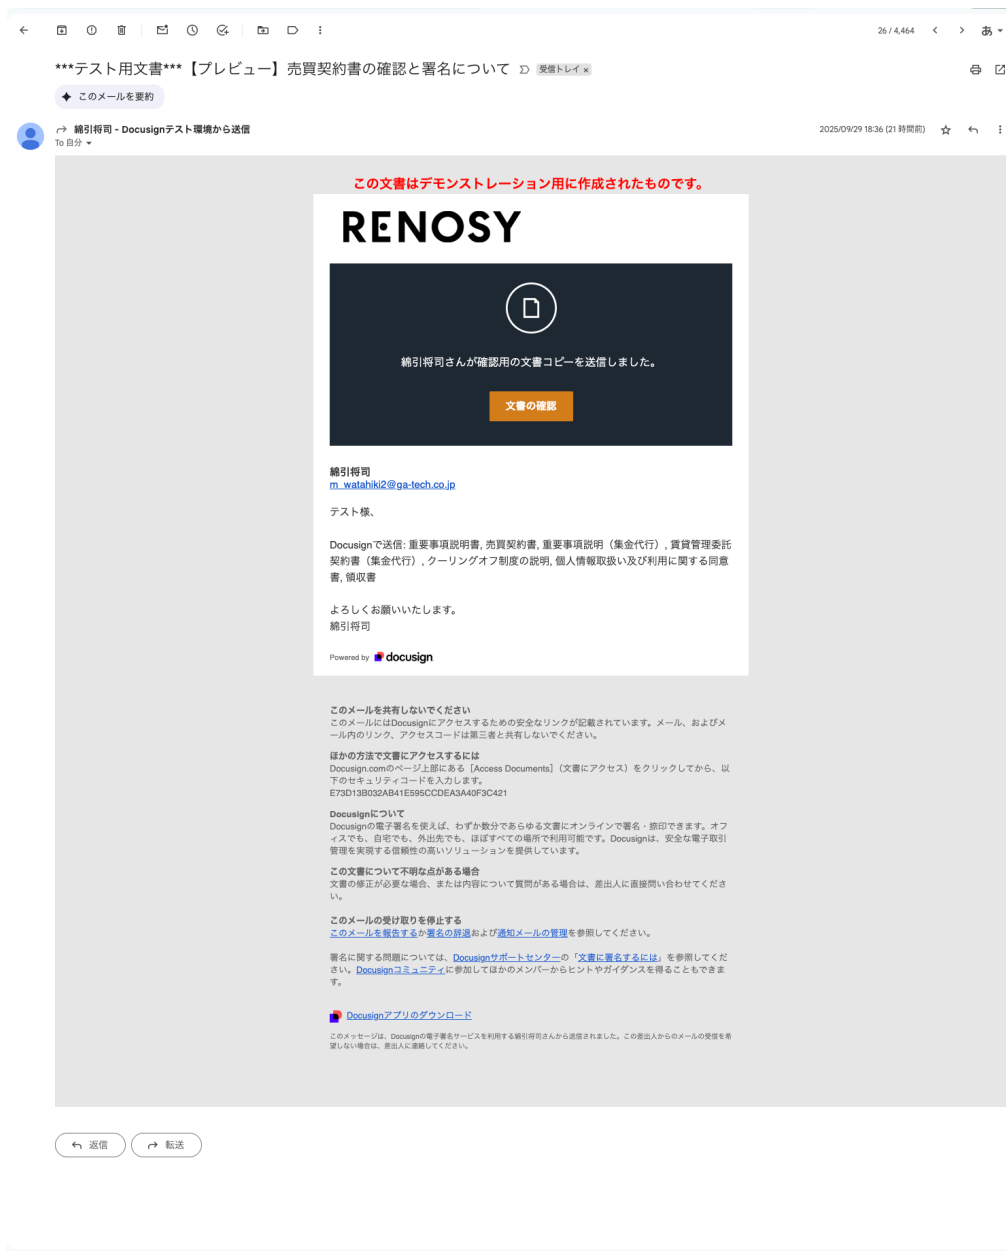 26 / 4,464
あ
***テスト用文書***【プレビュー】売買契約書の確認と署名について 受信トレイ ×
このメールを要約
綿引将司 - Docusignテスト環境から送信
2025/09/29 18:36 (21 時間前)
To 自分
この文書はデモンストレーション用に作成されたものです。
RENOSY
綿引将司さんが確認用の文書コピーを送信しました。
文書の確認
綿引将司
m_watahiki2@ga-tech.co.jp
テスト様、
Docusignで送信: 重要事項説明書, 売買契約書, 重要事項説明（集金代行）, 賃貸管理委託
契約書（集金代行）, クーリングオフ制度の説明, 個人情報取扱い及び利用に関する同意
書, 領収書
よろしくお願いいたします。
綿引将司
Powered by docusign
このメールを共有しないでください
このメールにはDocusignにアクセスするための安全なリンクが記載されています。メール、およびメ
ール内のリンク、アクセスコードは第三者と共有しないでください。
ほかの方法で文書にアクセスするには
Docusign.comのページ上部にある［Access Documents］（文書にアクセス）をクリックしてから、以
下のセキュリティコードを入力します。
E73D13B032AB41E595CCDEA3A40F3C421
Docusignについて
Docusignの電子署名を使えば、わずか数分であらゆる文書にオンラインで署名・捺印できます。オフ
ィスでも、自宅でも、外出先でも、ほぼすべての場所で利用可能です。Docusignは、安全な電子取引
管理を実現する信頼性の高いソリューションを提供しています。
この文書について不明な点がある場合
文書の修正が必要な場合、または内容について質問がある場合は、差出人に直接問い合わせてくださ
い。
このメールの受け取りを停止する
このメールを報告するか署名の辞退および通知メールの管理を参照してください。
署名に関する問題については、Docusignサポートセンターの「文書に署名するには」を参照してくだ
さい。Docusignコミュニティに参加してほかのメンバーからヒントやガイダンスを得ることもできま
す。
Docusignアプリのダウンロード
このメッセージは、Docusignの電子署名サービスを利用する綿引将司さんから送信されました。この差出人からのメールの受信を希
望しない場合は、差出人に連絡してください。
返信
転送